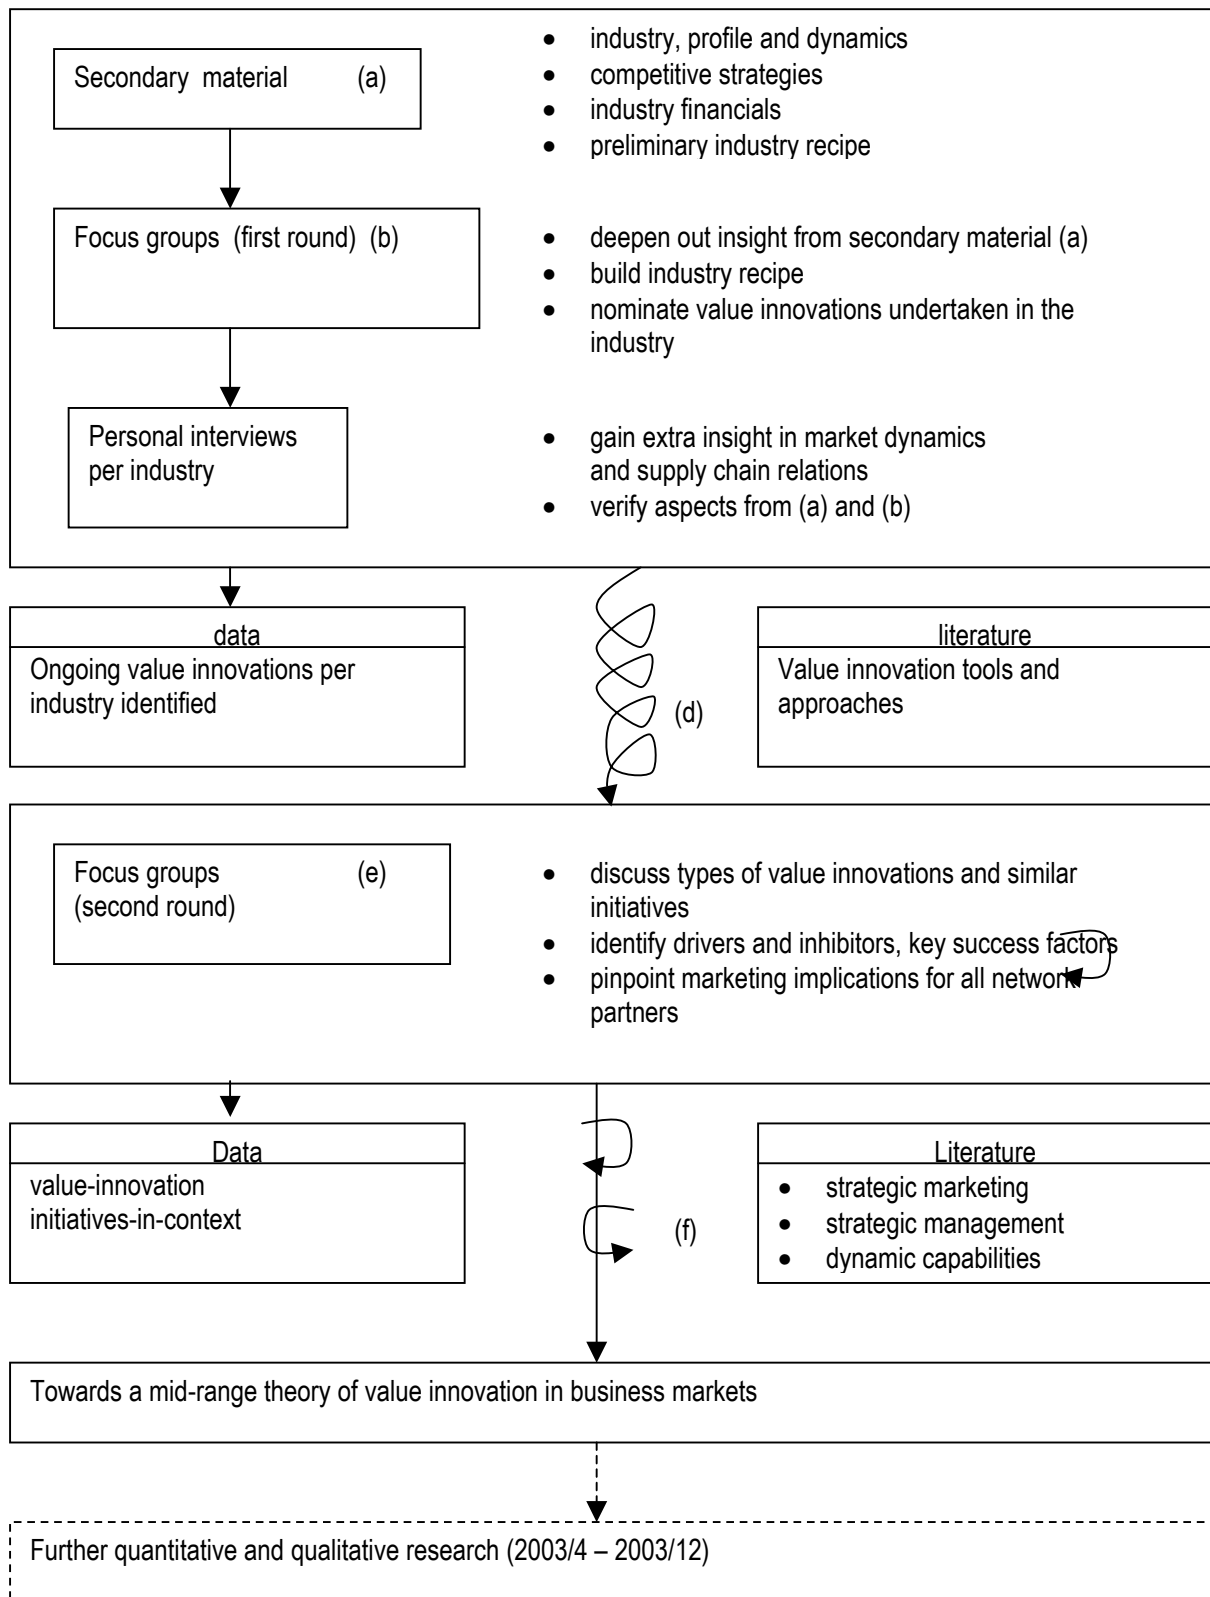 Secondary material (a)
• industry, profile and dynamics
• competitive strategies
• industry financials
• preliminary industry recipe
Focus groups (first round) (b)
• deepen out insight from secondary material (a)
• build industry recipe
• nominate value innovations undertaken in the
industry
Personal interviews
per industry
• gain extra insight in market dynamics
and supply chain relations
• verify aspects from (a) and (b)
data
Ongoing value innovations per
industry identified
(d)
literature
Value innovation tools and
approaches
Focus groups (e)
(second round)
• discuss types of value innovations and similar
initiatives
• identify drivers and inhibitors, key success factors
• pinpoint marketing implications for all network
partners
Data
value-innovation
initiatives-in-context
(f)
Literature
• strategic marketing
• strategic management
• dynamic capabilities
Towards a mid-range theory of value innovation in business markets
Further quantitative and qualitative research (2003/4 – 2003/12)